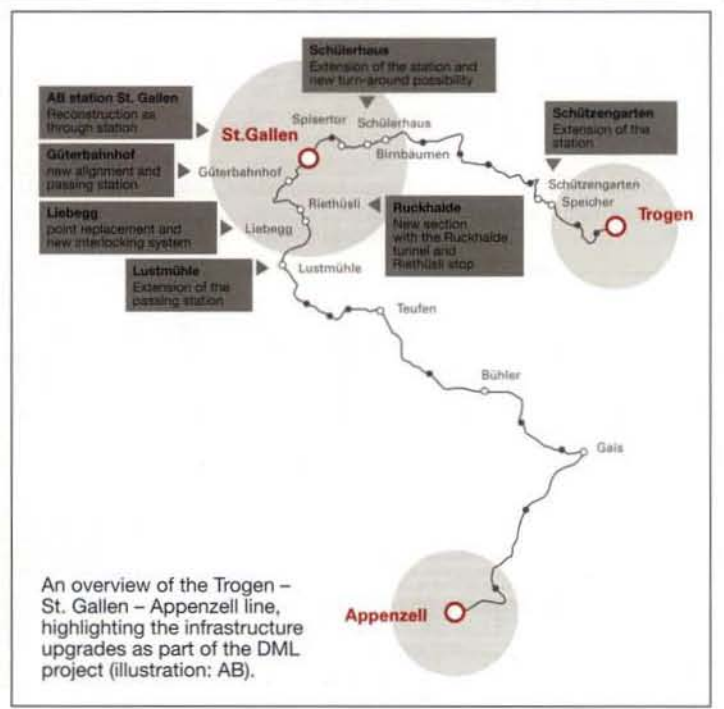 Schülerhaus
Extension of the station and
new turn-around possibility
AB station St. Gallen
Reconstruction as
through station
Schützengarten
Extension of the
station
Spisertor
Schülerhaus
St.Gallen
Birnbäumen
Güterbahnhof
new alignment and
passing station
Güterbahnhof
Schützengarten
Speicher
Trogen
Liebegg
point replacement and
new interlocking system
Riethüsli
Liebegg
Ruckhalde
New section
with the Ruckhalde
tunnel and
Riethüsli stop
Lustmühle
Extension of the
passing station
Lustmühle
Teufen
Bühler
Gais
Appenzell
An overview of the Trogen –
St. Gallen – Appenzell line,
highlighting the infrastructure
upgrades as part of the DML
project (illustration: AB).